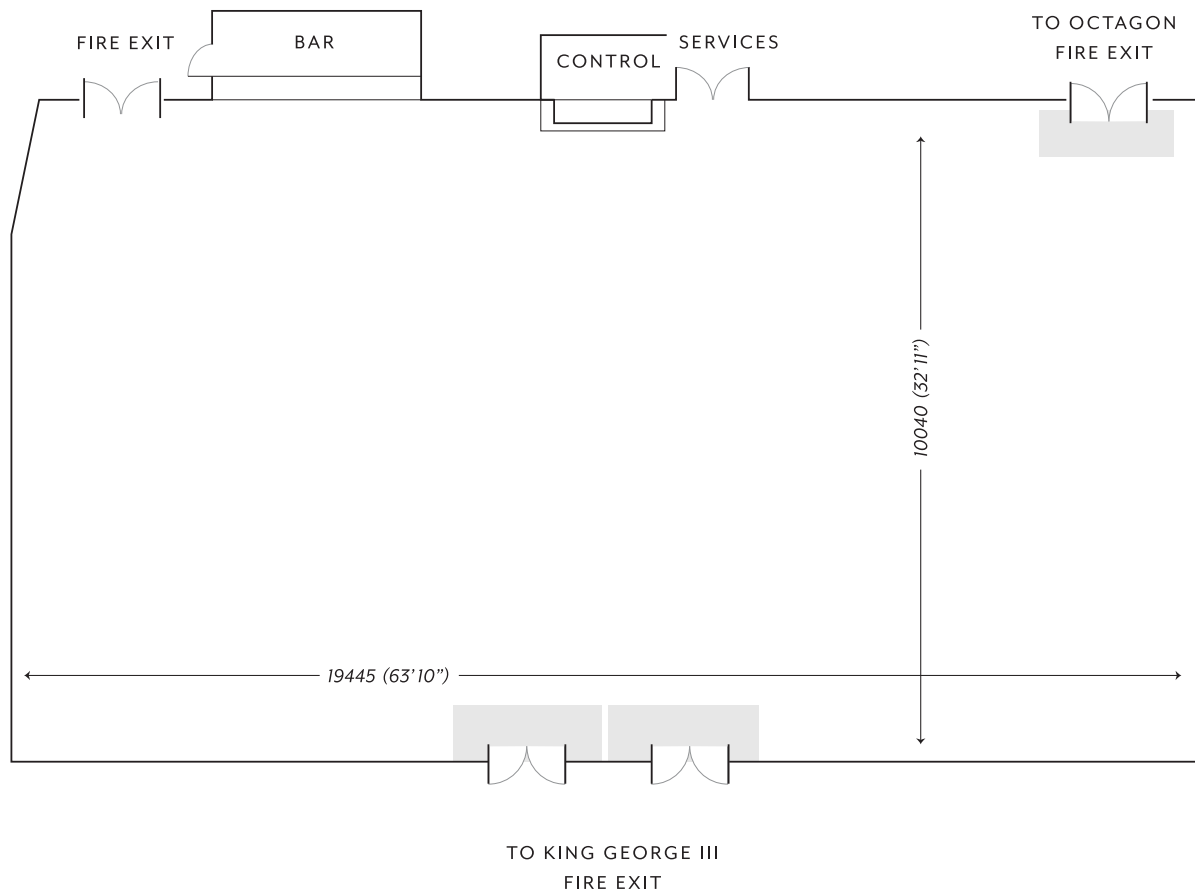 TO OCTAGON
FIRE EXIT
FIRE EXIT
BAR
SERVICES
CONTROL
10040 (32’11”)
19445 (63’10”)
TO KING GEORGE III
FIRE EXIT